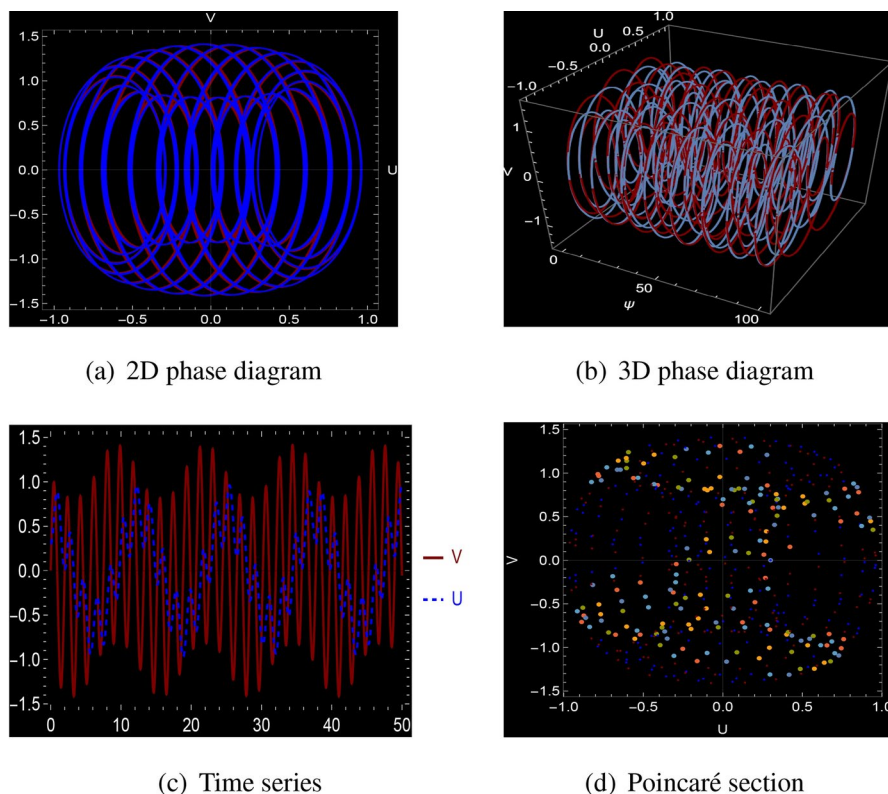 V
1.5
1.0
0.5
0.0
U
−0.5
−1.0
−1.5
−1.0 −0.5 0.0 0.5 1.0
(a) 2D phase diagram
1.0
U 0.5
0.0
−0.5
−1.0
1
V 0
−1
0
50
ψ
100
(b) 3D phase diagram
1.5
1.0
0.5
0.0
−0.5
−1.0
−1.5
0 10 20 30 40 50
V
U
(c) Time series
1.5
1.0
0.5
V 0.0
−0.5
−1.0
−1.5
−1.0 −0.5 0.0 0.5 1.0
U
(d) Poincaré section